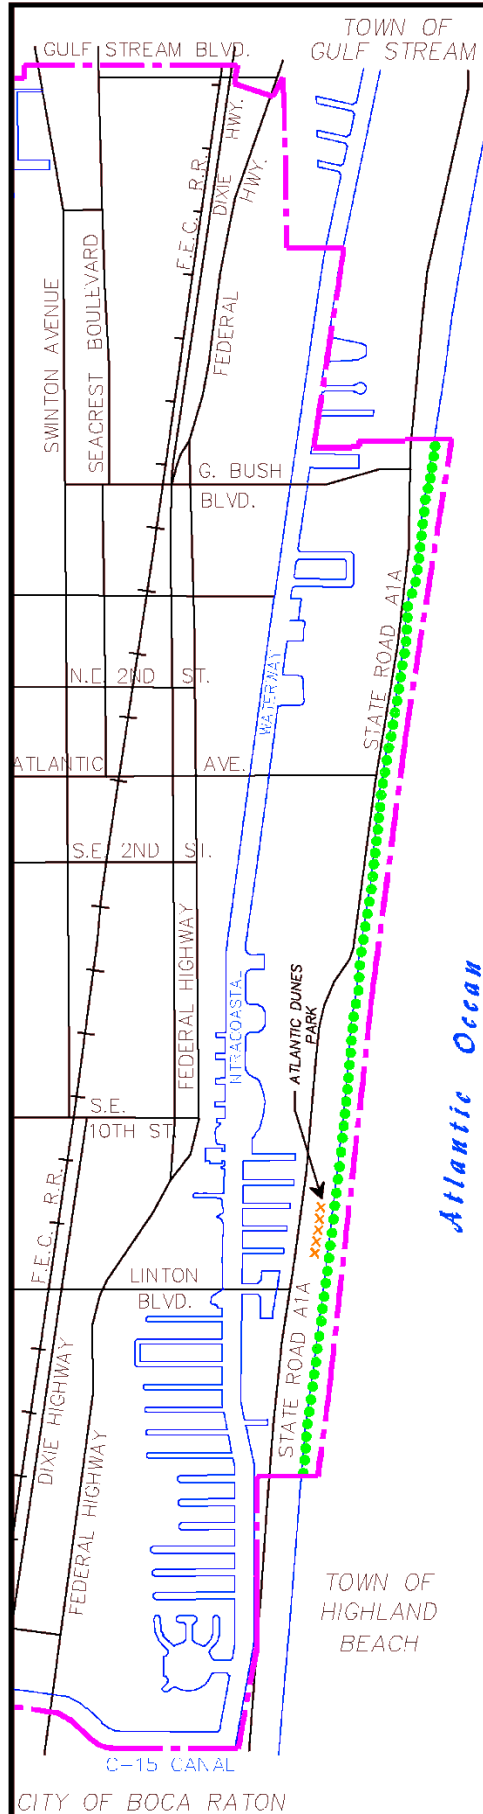 TOWN OF
GULF STREAM
GULF STREAM BLVD.
F.E.C. R.R.
DIXIE HWY.
FEDERAL HWY.
SWINTON AVENUE
SEACREST BOULEVARD
G. BUSH
BLVD.
STATE ROAD A1A
N.E. 2ND ST.
WATERWAY
ATLANTIC AVE.
S.E. 2ND ST.
FEDERAL HIGHWAY
NTRACOASTAL
ATLANTIC DUNES
PARK
Atlantic Ocean
S.E.
10TH ST.
F.E.C. R.R.
xxxxx
LINTON
BLVD.
STATE ROAD A1A
DIXIE HIGHWAY
FEDERAL HIGHWAY
TOWN OF
HIGHLAND
BEACH
C-15 CANAL
CITY OF BOCA RATON